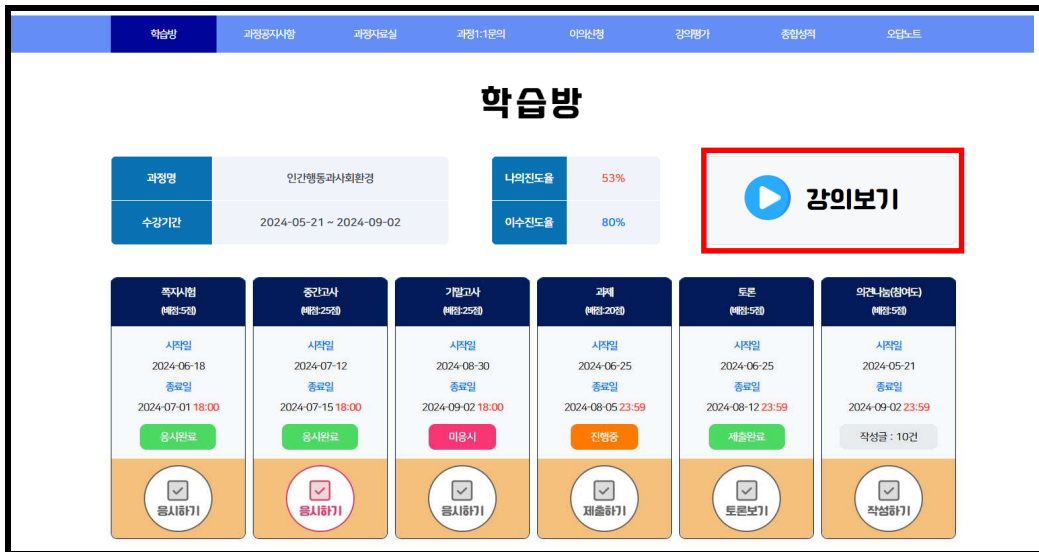 학습방 과정공지사항 과정자료실 과정1:1문의 이의신청 강의평가 종합성적 오답노트
학습방
과정명 인간행동과사회환경 나의진도율 53%
강의보기
수강기간 2024-05-21 ~ 2024-09-02 이수진도율 80%
쪽지시험 중간고사 기말고사 과제 토론 의견나눔(참여도)
(배점:5점) (배점:25점) (배점:25점) (배점:20점) (배점:5점) (배점:5점)
시작일 시작일 시작일 시작일 시작일 시작일
2024-06-18 2024-07-12 2024-08-30 2024-06-25 2024-06-25 2024-05-21
종료일 종료일 종료일 종료일 종료일 종료일
2024-07-01 18:00 2024-07-15 18:00 2024-09-02 18:00 2024-08-05 23:59 2024-08-12 23:59 2024-09-02 23:59
응시완료 응시완료 미응시 진행중 제출완료 작성글 : 10건
응시하기 응시하기 응시하기 제출하기 토론보기 작성하기